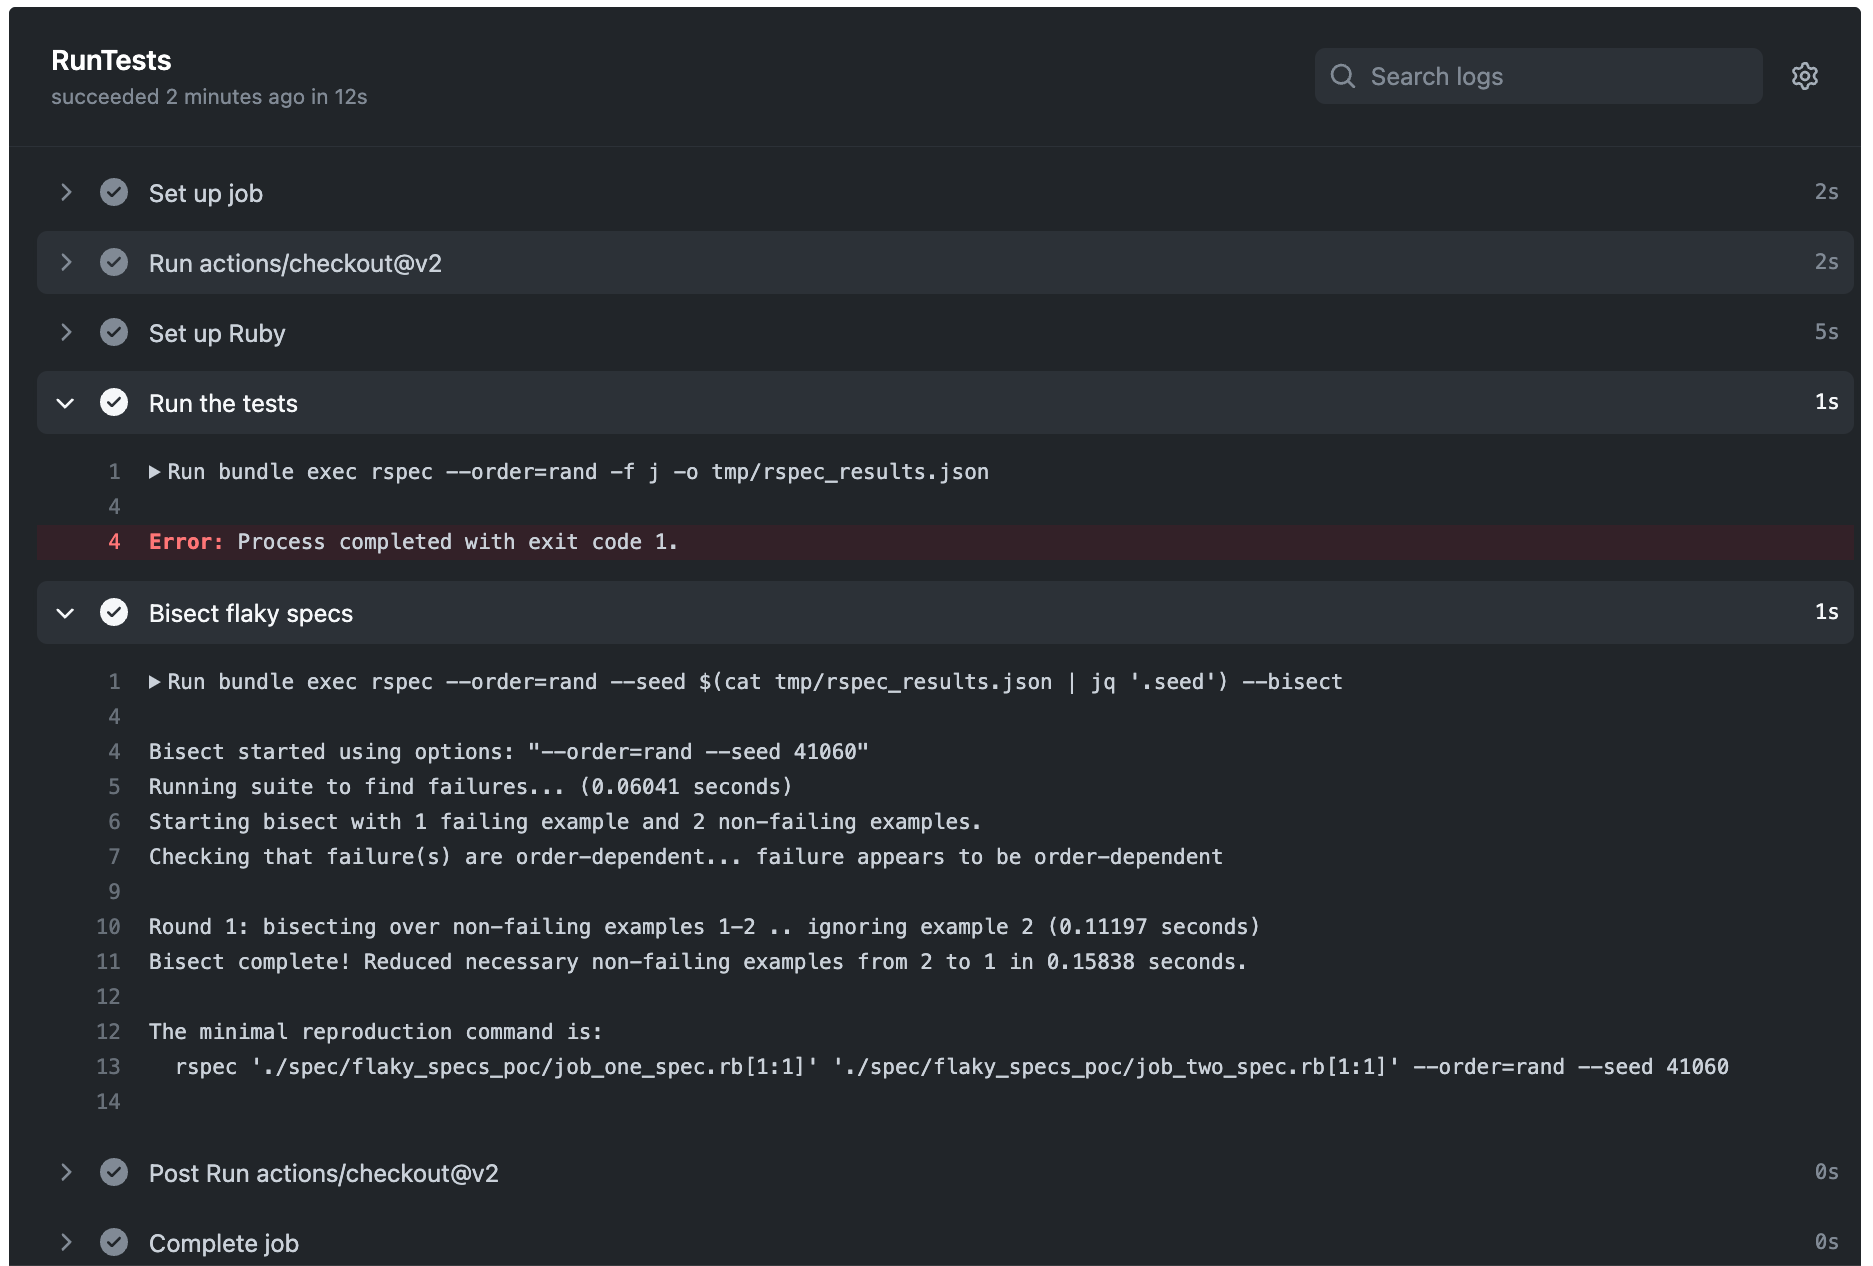 RunTests
succeeded 2 minutes ago in 12s
Search logs
Set up job 2s
Run actions/checkout@v2 2s
Set up Ruby 5s
Run the tests 1s
1 ▶Run bundle exec rspec --order=rand -f j -o tmp/rspec_results.json
4
4 Error: Process completed with exit code 1.
Bisect flaky specs 1s
1 ▶Run bundle exec rspec --order=rand --seed $(cat tmp/rspec_results.json | jq '.seed') --bisect
4
4 Bisect started using options: "--order=rand --seed 41060"
5 Running suite to find failures... (0.06041 seconds)
6 Starting bisect with 1 failing example and 2 non-failing examples.
7 Checking that failure(s) are order-dependent... failure appears to be order-dependent
9
10 Round 1: bisecting over non-failing examples 1-2 .. ignoring example 2 (0.11197 seconds)
11 Bisect complete! Reduced necessary non-failing examples from 2 to 1 in 0.15838 seconds.
12
12 The minimal reproduction command is:
13 rspec './spec/flaky_specs_poc/job_one_spec.rb[1:1]' './spec/flaky_specs_poc/job_two_spec.rb[1:1]' --order=rand --seed 41060
14
Post Run actions/checkout@v2 0s
Complete job 0s